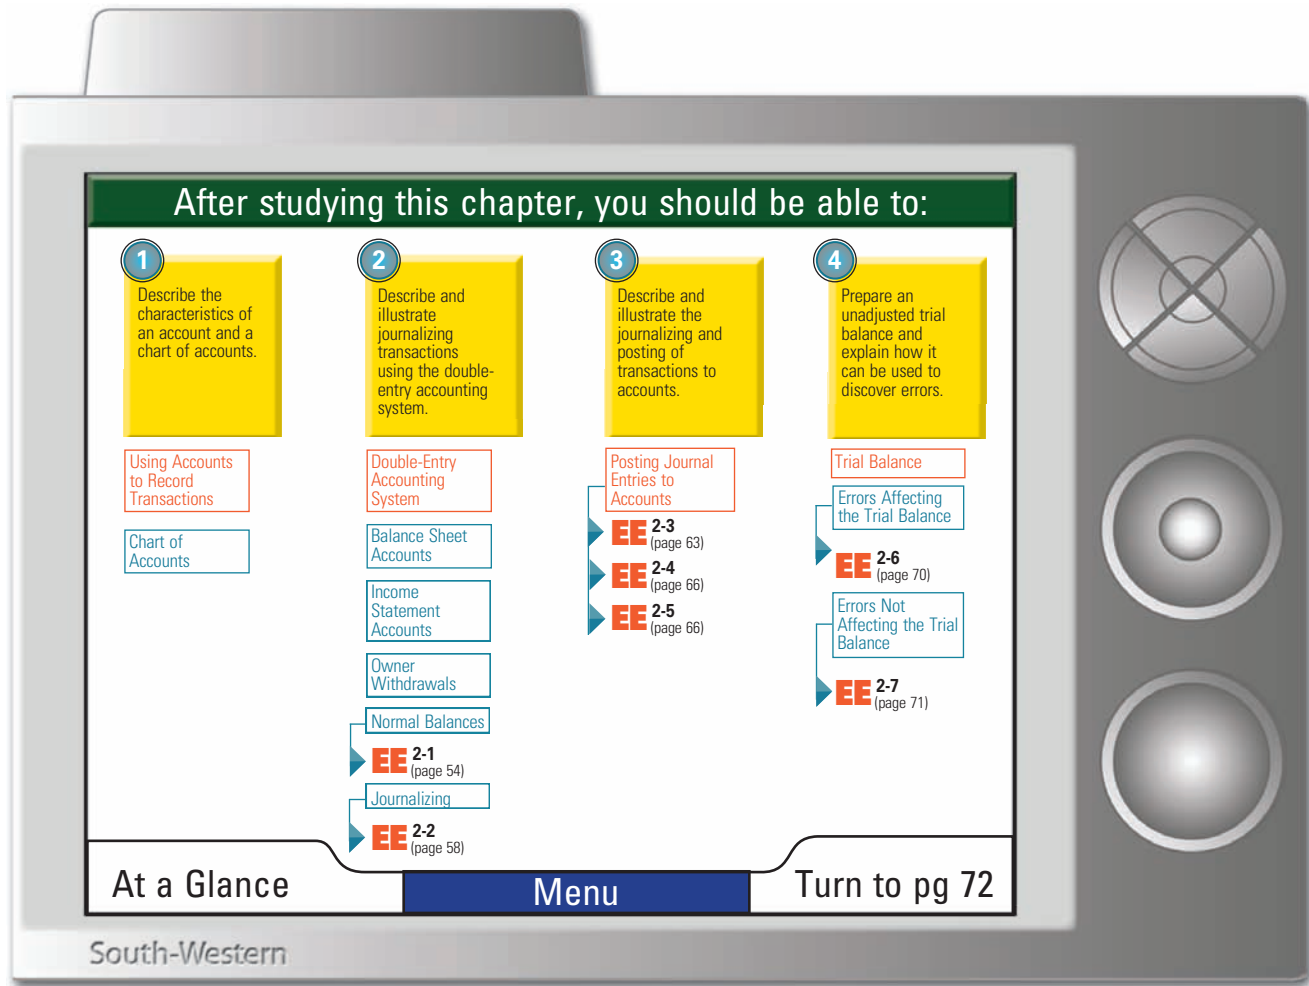 After studying this chapter, you should be able to:
1
Describe the
characteristics of
an account and a
chart of accounts.
Using Accounts
to Record
Transactions
Chart of
Accounts
2
Describe and
illustrate
journalizing
transactions
using the double-
entry accounting
system.
Double-Entry
Accounting
System
Balance Sheet
Accounts
Income
Statement
Accounts
Owner
Withdrawals
Normal Balances
EE 2-1
(page 54)
Journalizing
EE 2-2
(page 58)
3
Describe and
illustrate the
journalizing and
posting of
transactions to
accounts.
Posting Journal
Entries to
Accounts
EE 2-3
(page 63)
EE 2-4
(page 66)
EE 2-5
(page 66)
4
Prepare an
unadjusted trial
balance and
explain how it
can be used to
discover errors.
Trial Balance
Errors Affecting
the Trial Balance
EE 2-6
(page 70)
Errors Not
Affecting the Trial
Balance
EE 2-7
(page 71)
At a Glance
Menu
Turn to pg 72
South-Western